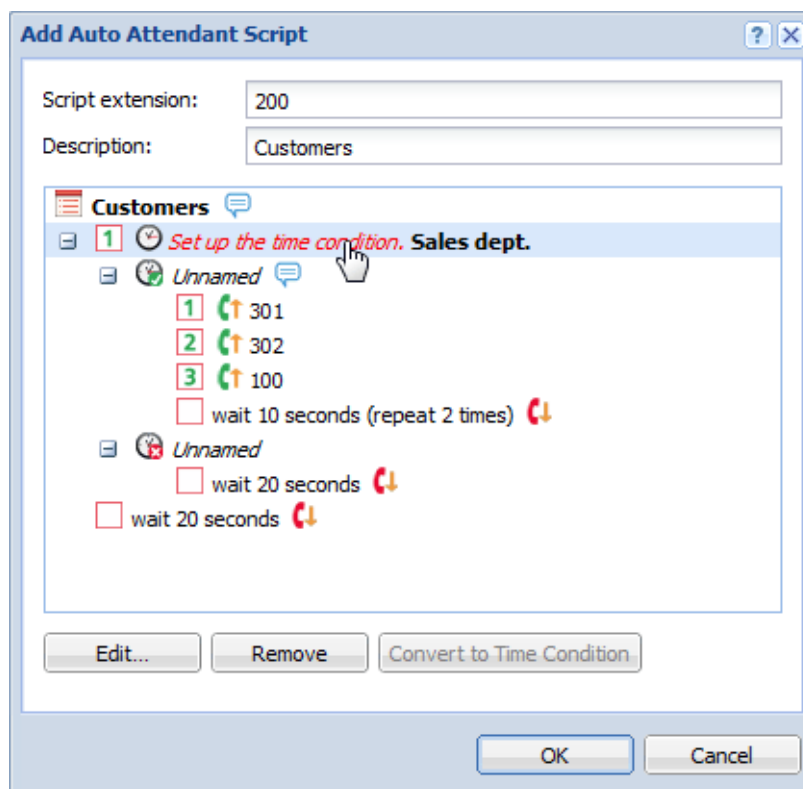 Add Auto Attendant Script
Script extension: 200
Description: Customers
Customers
1 Set up the time condition. Sales dept.
Unnamed
1 301
2 302
3 100
wait 10 seconds (repeat 2 times)
Unnamed
wait 20 seconds
wait 20 seconds
Edit... Remove Convert to Time Condition
OK Cancel